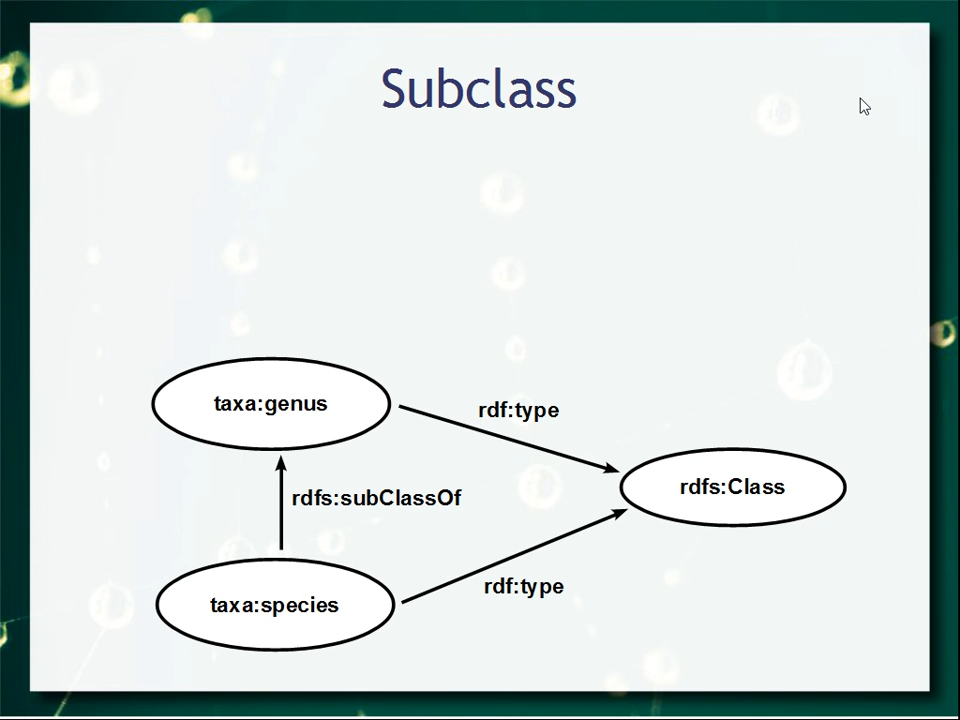 Subclass
taxa:genus
rdf:type
rdfs:Class
rdfs:subClassOf
rdf:type
taxa:species